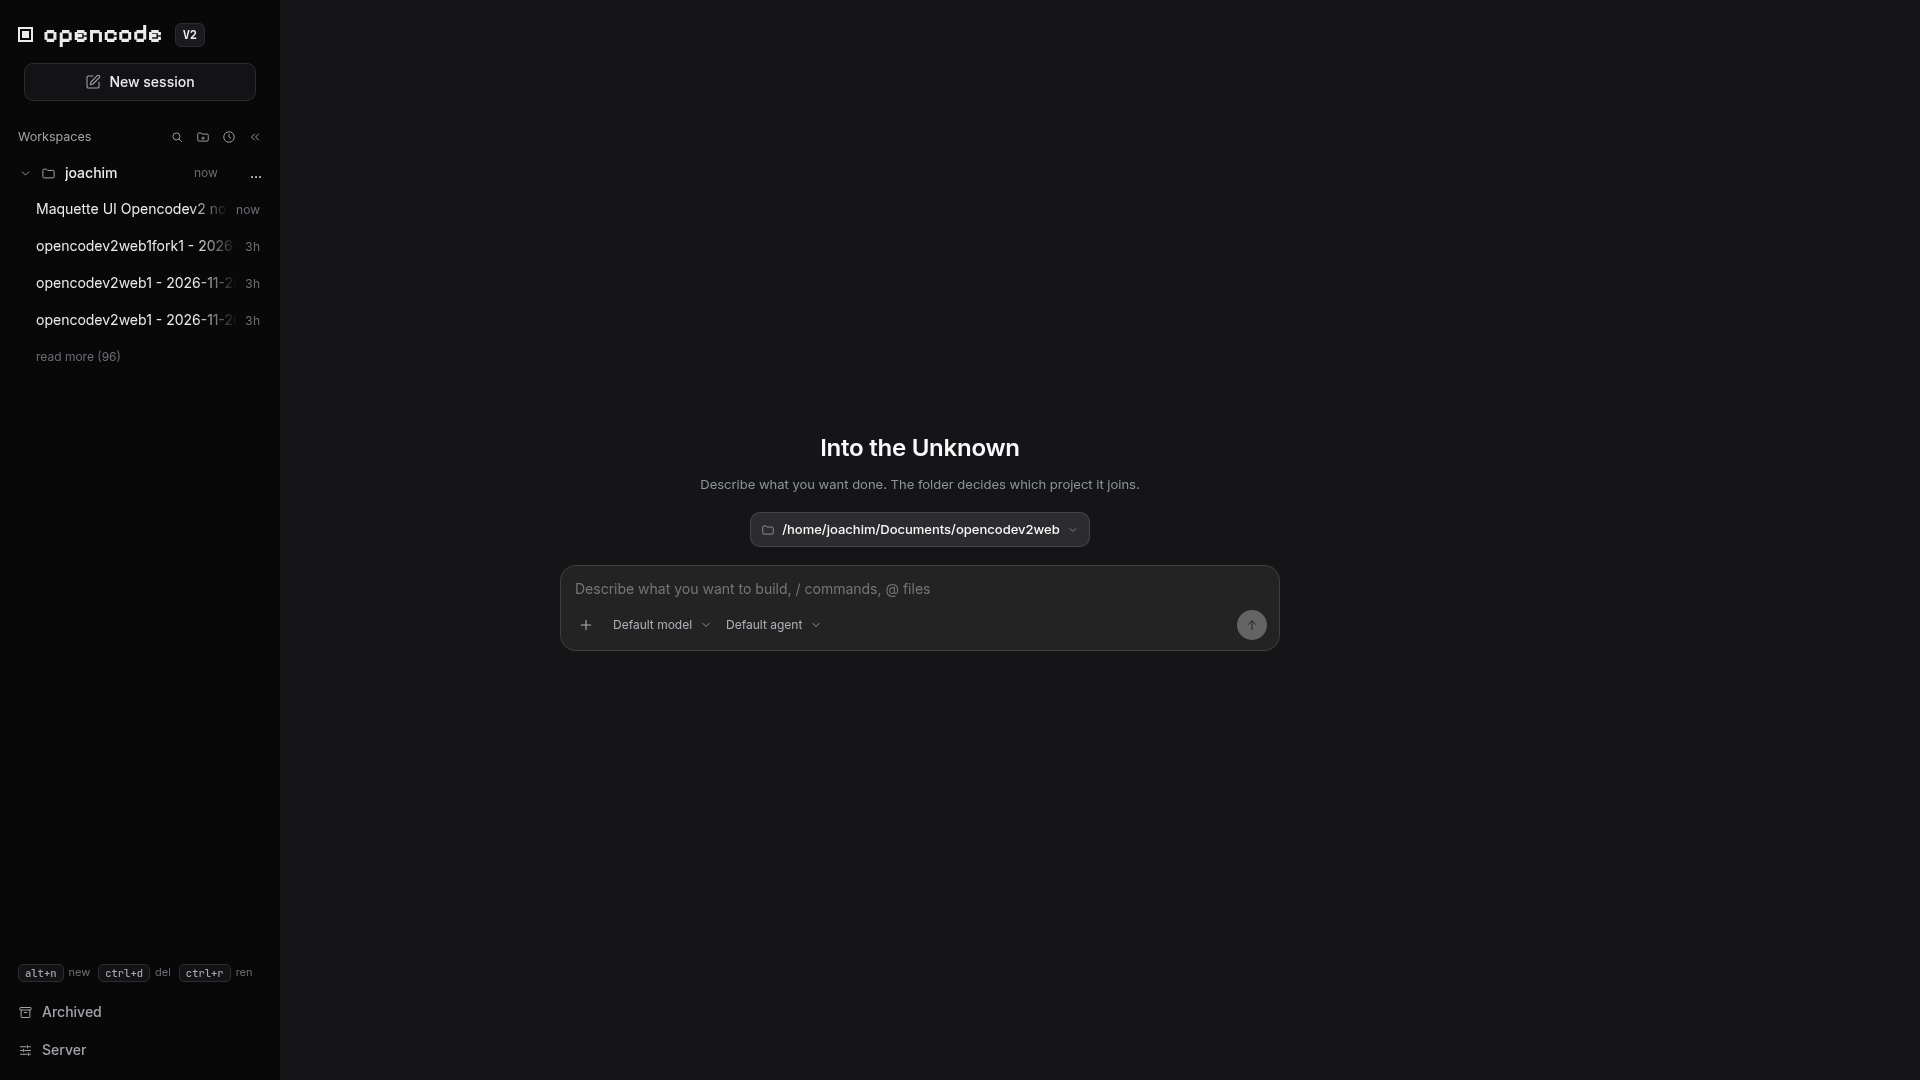 opencode V2
New session
Workspaces
joachim now ...
Maquette UI Opencodev2 no now
opencodev2web1fork1 - 2026 3h
opencodev2web1 - 2026-11-2 3h
opencodev2web1 - 2026-11-2 3h
read more (96)
Into the Unknown
Describe what you want done. The folder decides which project it joins.
/home/joachim/Documents/opencodev2web
Describe what you want to build, / commands, @ files
Default model Default agent
alt+n new ctrl+d del ctrl+r ren
Archived
Server